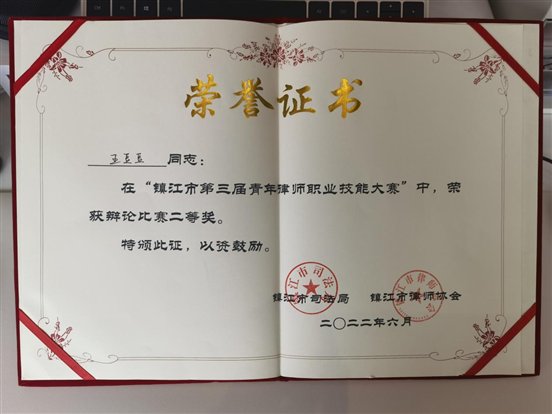 荣誉证书
王豆豆 同志：
在“镇江市第三届青年律师职业技能大赛”中，荣
获辩论比赛二等奖。
特颁此证，以资鼓励。
镇江市司法局 镇江市律师协会
二〇二二年六月